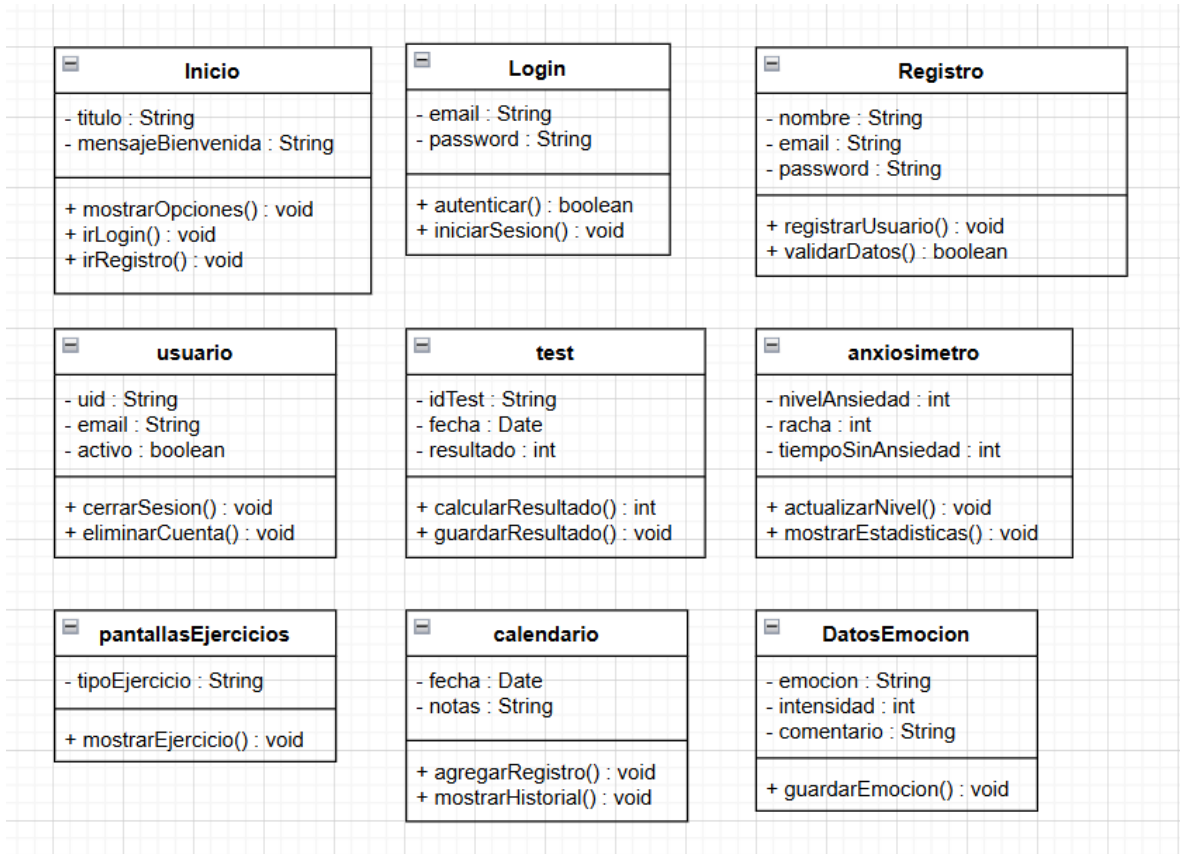 Inicio
- titulo : String
- mensajeBienvenida : String
+ mostrarOpciones() : void
+ irLogin() : void
+ irRegistro() : void
Login
- email : String
- password : String
+ autenticar() : boolean
+ iniciarSesion() : void
Registro
- nombre : String
- email : String
- password : String
+ registrarUsuario() : void
+ validarDatos() : boolean
usuario
- uid : String
- email : String
- activo : boolean
+ cerrarSesion() : void
+ eliminarCuenta() : void
test
- idTest : String
- fecha : Date
- resultado : int
+ calcularResultado() : int
+ guardarResultado() : void
anxiosimetro
- nivelAnsiedad : int
- racha : int
- tiempoSinAnsiedad : int
+ actualizarNivel() : void
+ mostrarEstadisticas() : void
pantallasEjercicios
- tipoEjercicio : String
+ mostrarEjercicio() : void
calendario
- fecha : Date
- notas : String
+ agregarRegistro() : void
+ mostrarHistorial() : void
DatosEmocion
- emocion : String
- intensidad : int
- comentario : String
+ guardarEmocion() : void